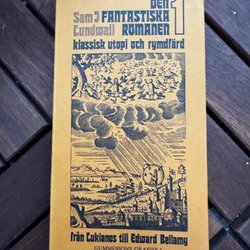 DEN 1
Sam J FANTASTISKA
Lundwall ROMANEN
klassisk utopi och rymdfärd
från Lukianos till Edward Bellamy
GUMMESSONS GRAFISKA